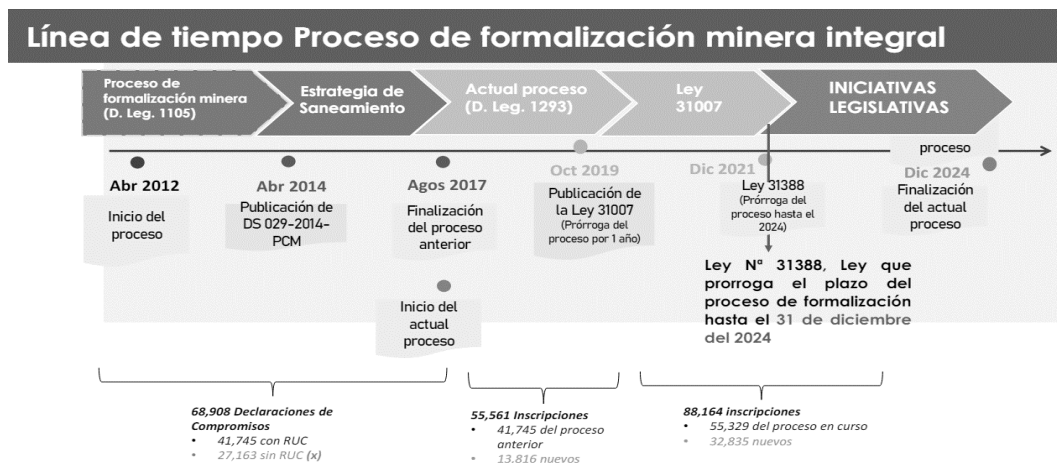 Línea de tiempo Proceso de formalización minera integral
Proceso de
formalización minera
(D. Leg. 1105)
Estrategia de
Saneamiento
Actual proceso
(D. Leg. 1293)
Ley
31007
INICIATIVAS
LEGISLATIVAS
proceso
Abr 2012
Inicio del
proceso
Abr 2014
Publicación de
DS 029-2014-
PCM
Agos 2017
Finalización
del proceso
anterior
Inicio del
actual
proceso
Oct 2019
Publicación de
la Ley 31007
(Prórroga del
proceso por 1 año)
Dic 2021
Ley 31388
(Prórroga del
proceso hasta el
2024)
Dic 2024
Finalización
del actual
proceso
Ley Nª 31388, Ley que
prorroga el plazo del
proceso de formalización
hasta el 31 de diciembre
del 2024
68,908 Declaraciones de
Compromisos
• 41,745 con RUC
• 27,163 sin RUC (x)
55,561 Inscripciones
• 41,745 del proceso
anterior
• 13,816 nuevos
88,164 inscripciones
• 55,329 del proceso en curso
• 32,835 nuevos